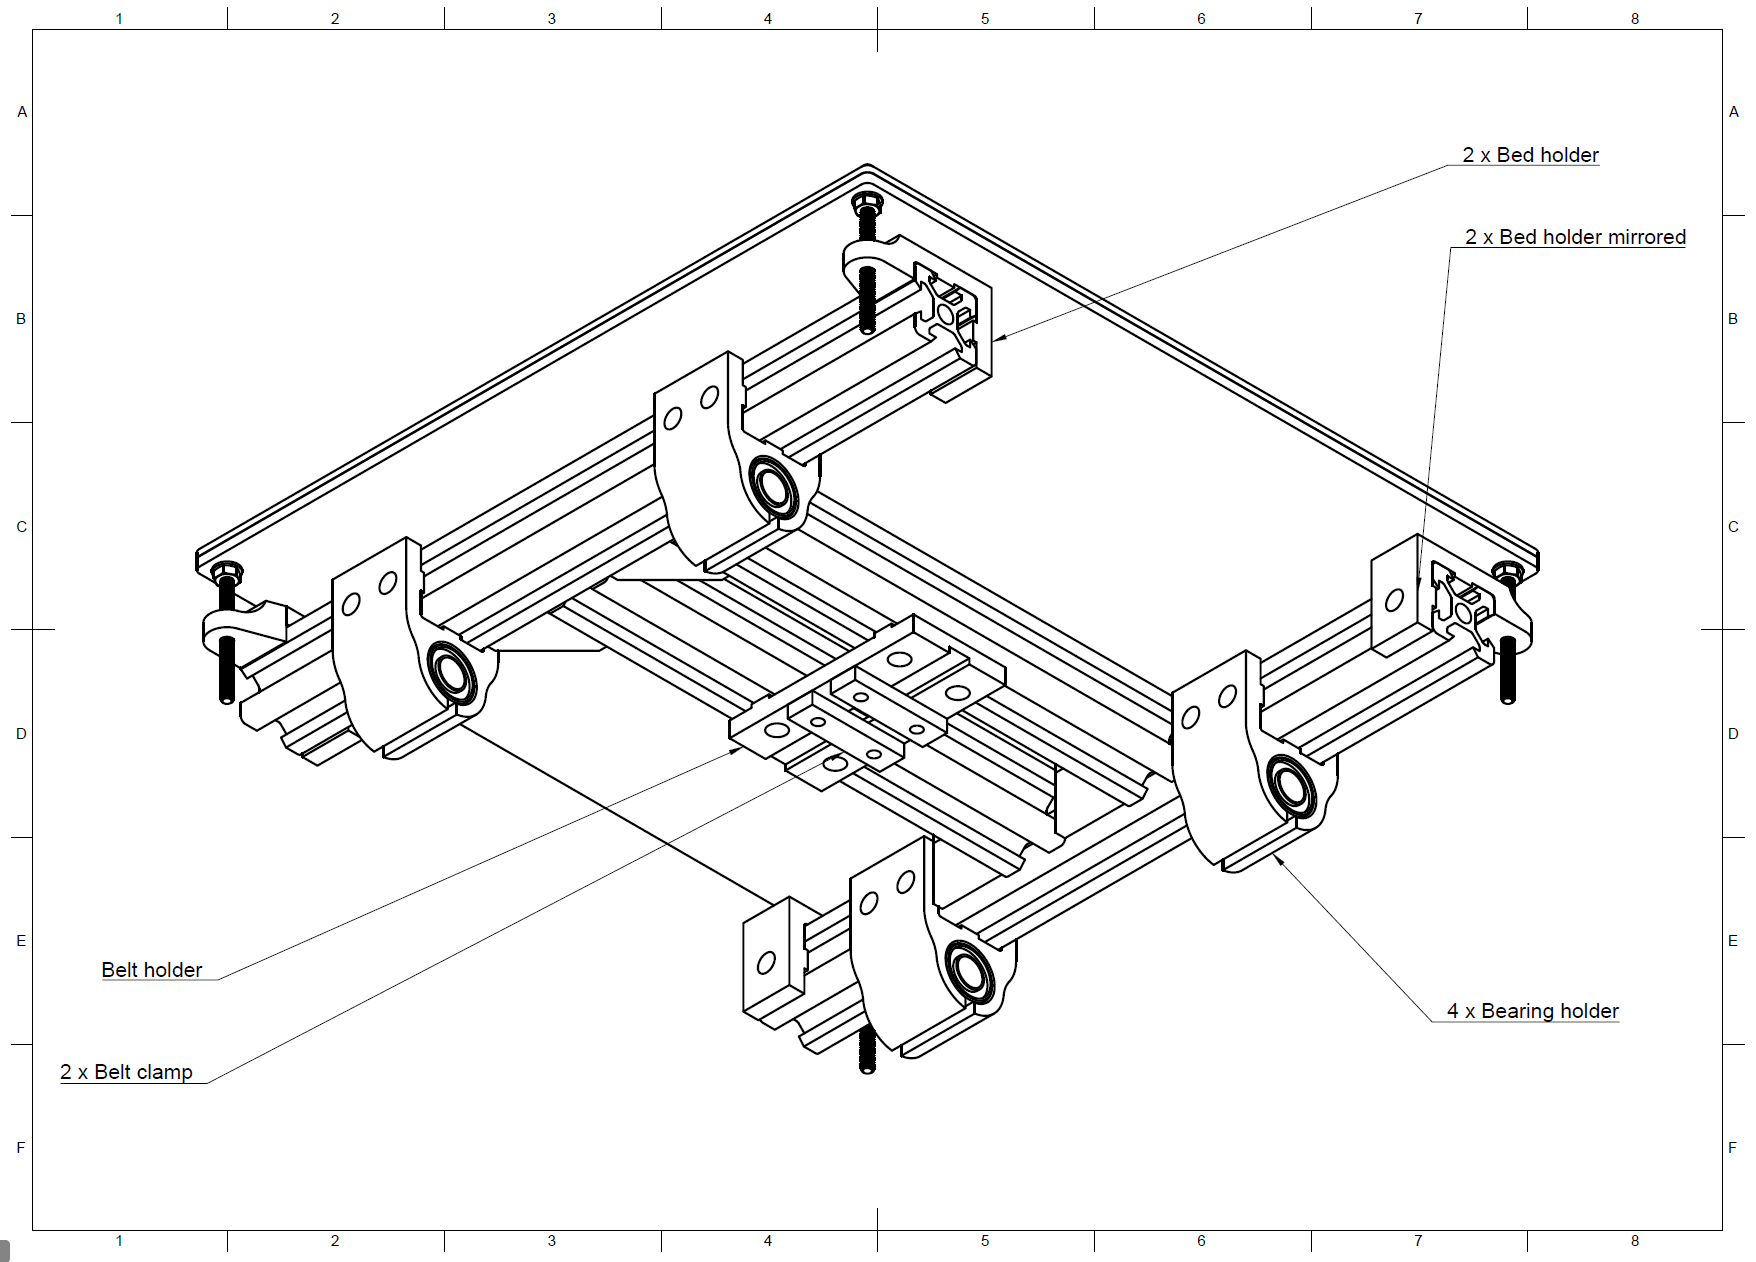 1 2 3 4 5 6 7 8
A A
2 x Bed holder
2 x Bed holder mirrored
B B
C C
D D
E E
Belt holder
4 x Bearing holder
2 x Belt clamp
F F
1 2 3 4 5 6 7 8